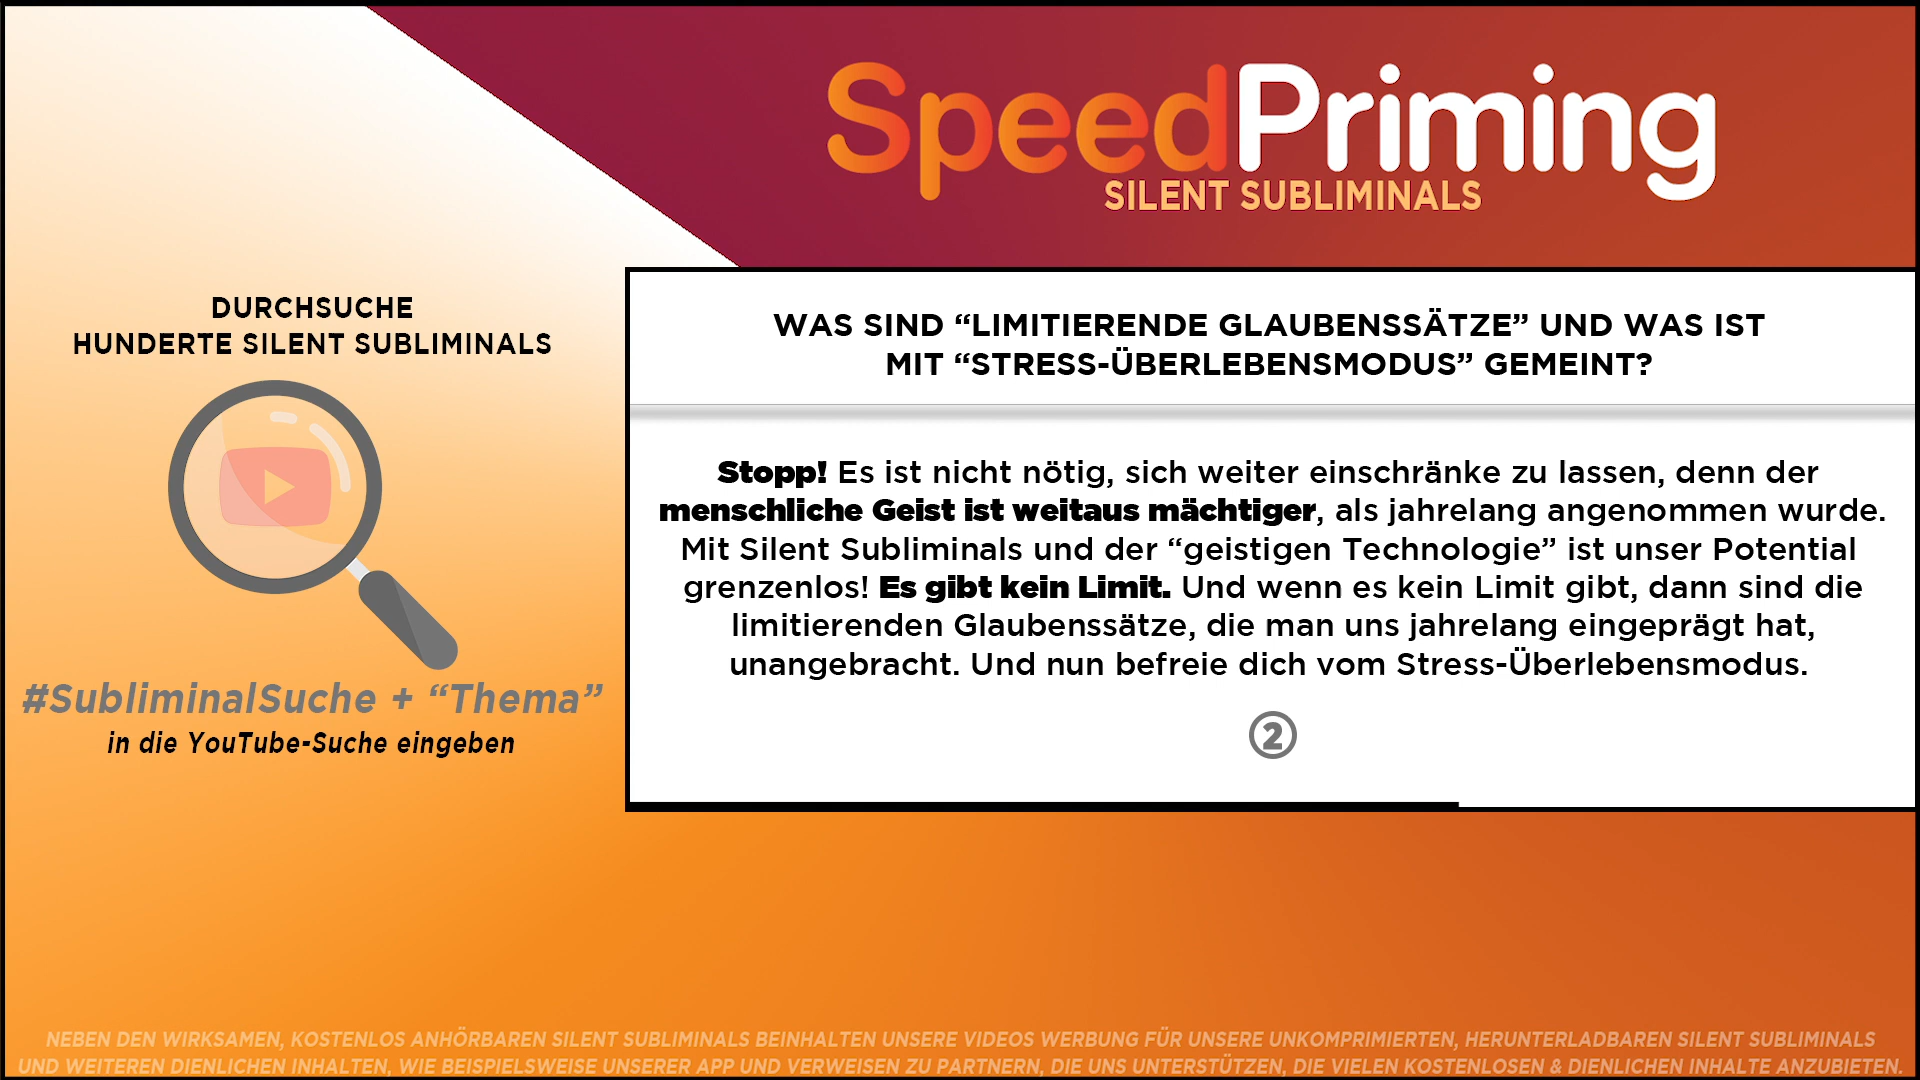 SpeedPriming
SILENT SUBLIMINALS
DURCHSUCHE
HUNDERTE SILENT SUBLIMINALS
#SubliminalSuche + “Thema”
in die YouTube-Suche eingeben
WAS SIND “LIMITIERENDE GLAUBENSSÄTZE” UND WAS IST
MIT “STRESS-ÜBERLEBENSMODUS” GEMEINT?
Stopp! Es ist nicht nötig, sich weiter einschränke zu lassen, denn der
menschliche Geist ist weitaus mächtiger, als jahrelang angenommen wurde.
Mit Silent Subliminals und der “geistigen Technologie” ist unser Potential
grenzenlos! Es gibt kein Limit. Und wenn es kein Limit gibt, dann sind die
limitierenden Glaubenssätze, die man uns jahrelang eingeprägt hat,
unangebracht. Und nun befreie dich vom Stress-Überlebensmodus.
2
NEBEN DEN WIRKSAMEN, KOSTENLOS ANHÖRBAREN SILENT SUBLIMINALS BEINHALTEN UNSERE VIDEOS WERBUNG FÜR UNSERE UNKOMPRIMIERTEN, HERUNTERLADBAREN SILENT SUBLIMINALS
UND WEITEREN DIENLICHEN INHALTEN, WIE BEISPIELSWEISE UNSERER APP UND VERWEISEN ZU PARTNERN, DIE UNS UNTERSTÜTZEN, DIE VIELEN KOSTENLOSEN & DIENLICHEN INHALTE ANZUBIETEN.